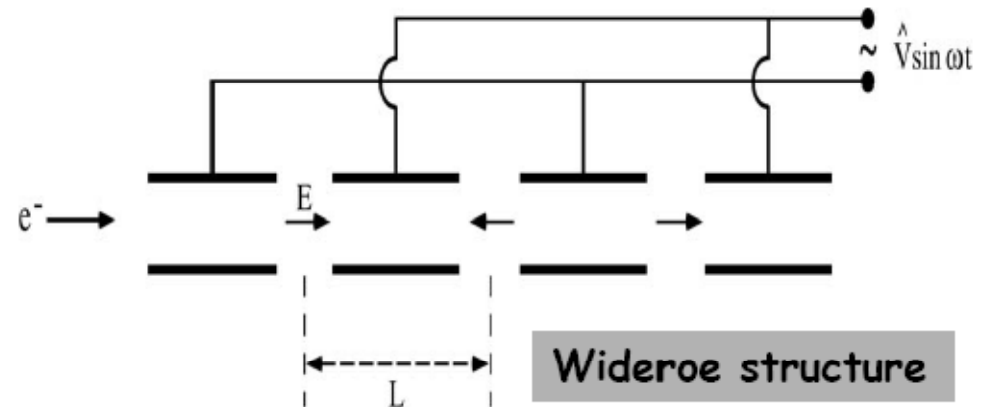 ~ V̂sin ωt
E
e⁻
L
Wideroe structure